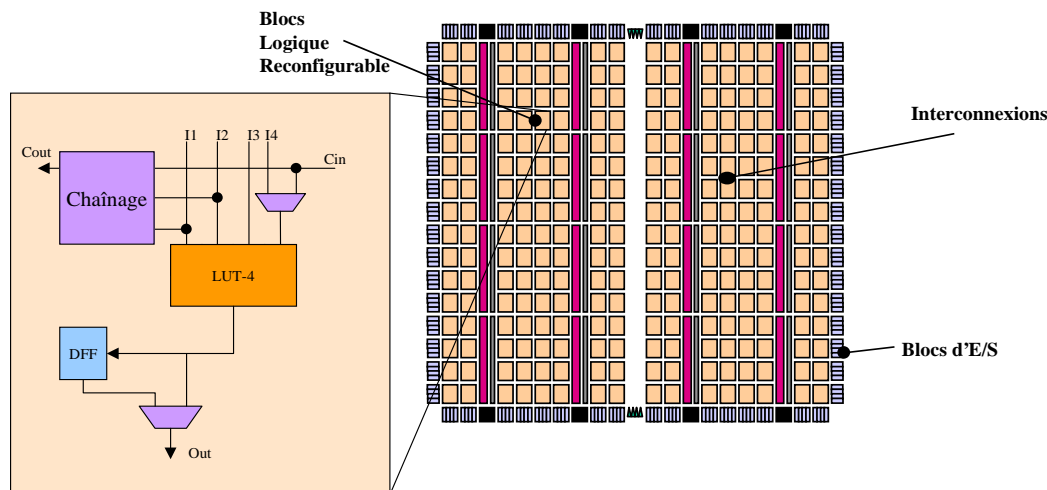 Blocs
Logique
Reconfigurable
Interconnexions
Blocs d'E/S
I1 I2 I3 I4
Cout
Cin
Chaînage
LUT-4
DFF
Out